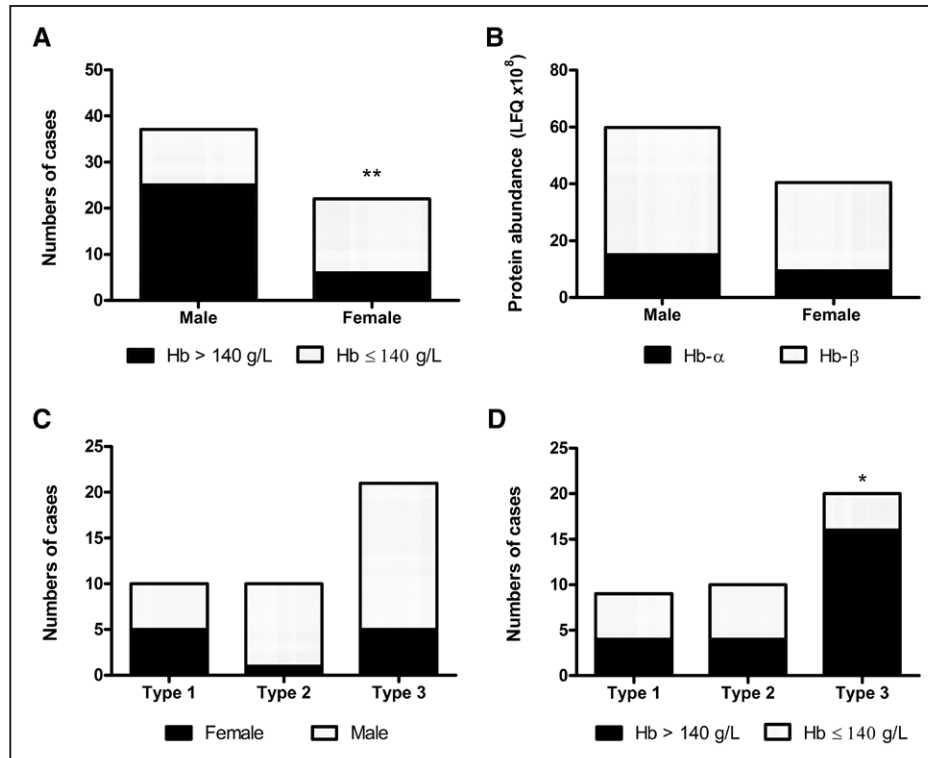 A
Numbers of cases
50
40
30
20
10
0
**
Male Female
Hb > 140 g/L Hb ≤ 140 g/L
B
Protein abundance (LFQ x10⁸)
80
60
40
20
0
Male Female
Hb-α Hb-β
C
Numbers of cases
25
20
15
10
5
0
Type 1 Type 2 Type 3
Female Male
D
Numbers of cases
25
20
15
10
5
0
*
Type 1 Type 2 Type 3
Hb > 140 g/L Hb ≤ 140 g/L